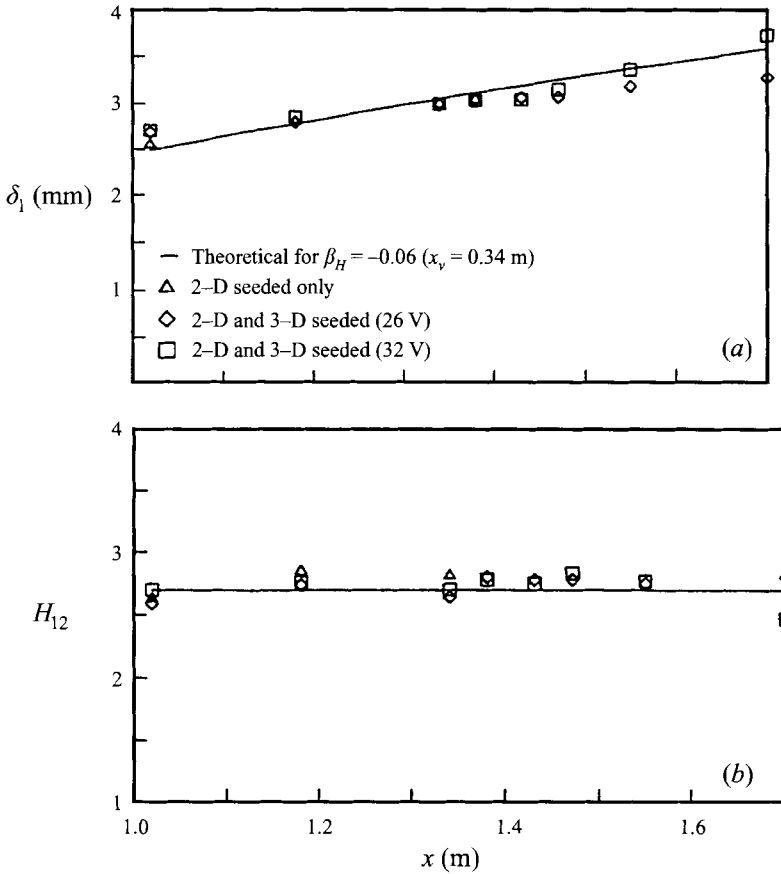 4
3
δ₁ (mm)
2
— Theoretical for β_H = –0.06 (x_ν = 0.34 m)
△ 2–D seeded only
1
◇ 2–D and 3–D seeded (26 V)
□ 2–D and 3–D seeded (32 V)
(a)
4
3
H₁₂
2
(b)
1
1.0 1.2 1.4 1.6
x (m)